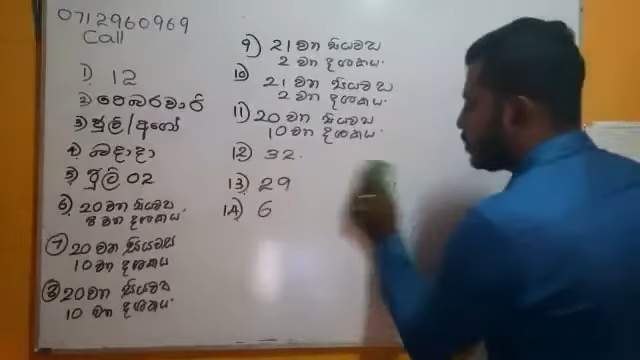 0712960969
Call
1) 12
2) පෙබරවාරි
3) ජුලි/අගෝ
4) බදාදා
5) ජූලි 02
6) 20 වන සියවස
8 වන දශකය.
7) 20 වන සියවස
10 වන දශකය
8) 20 වන සියවස
10 වන දශකය.
9) 21 වන සියවස
2 වන දශකය.
10) 21 වන සියවස
2 වන දශකය.
11) 20 වන සියවස
10 වන දශකය.
12) 32.
13) 29
14) 6